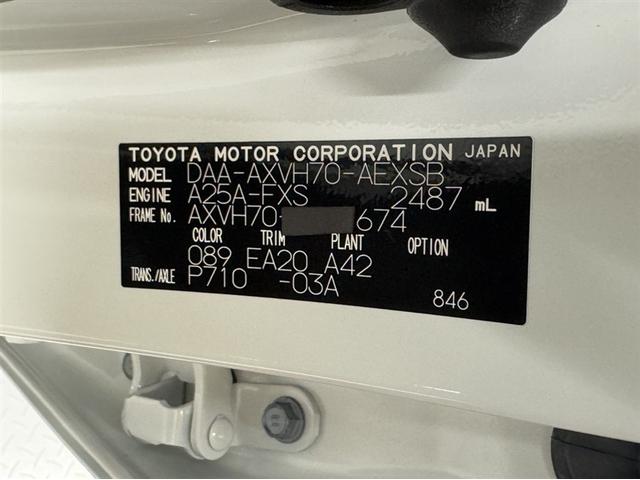 TOYOTA MOTOR CORPORATION JAPAN
MODEL DAA-AXVH70-AEXSB
ENGINE A25A-FXS 2487 mL
FRAME No. AXVH70- 674
COLOR TRIM PLANT OPTION
089 EA20 A42
TRANS./AXLE P710 -03A
846